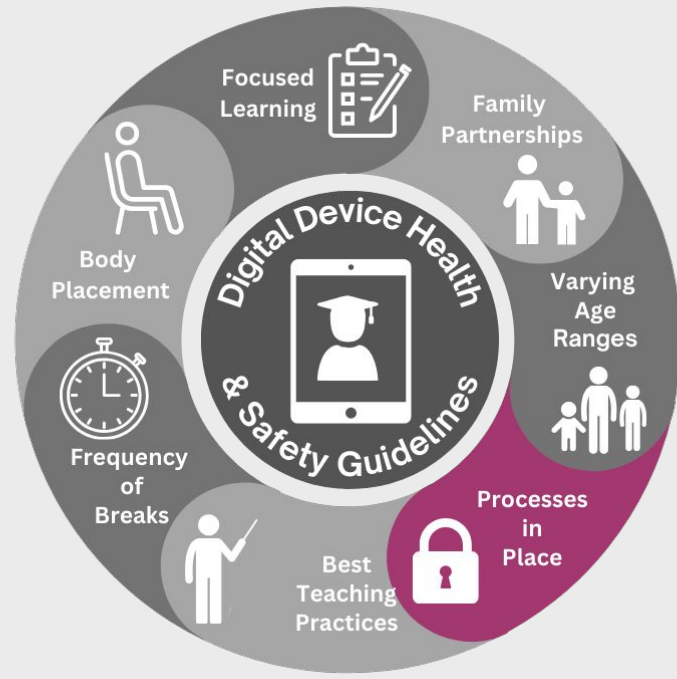 Digital Device Health
& Safety Guidelines
Focused
Learning
Family
Partnerships
Varying
Age
Ranges
Processes
in
Place
Best
Teaching
Practices
Frequency
of
Breaks
Body
Placement